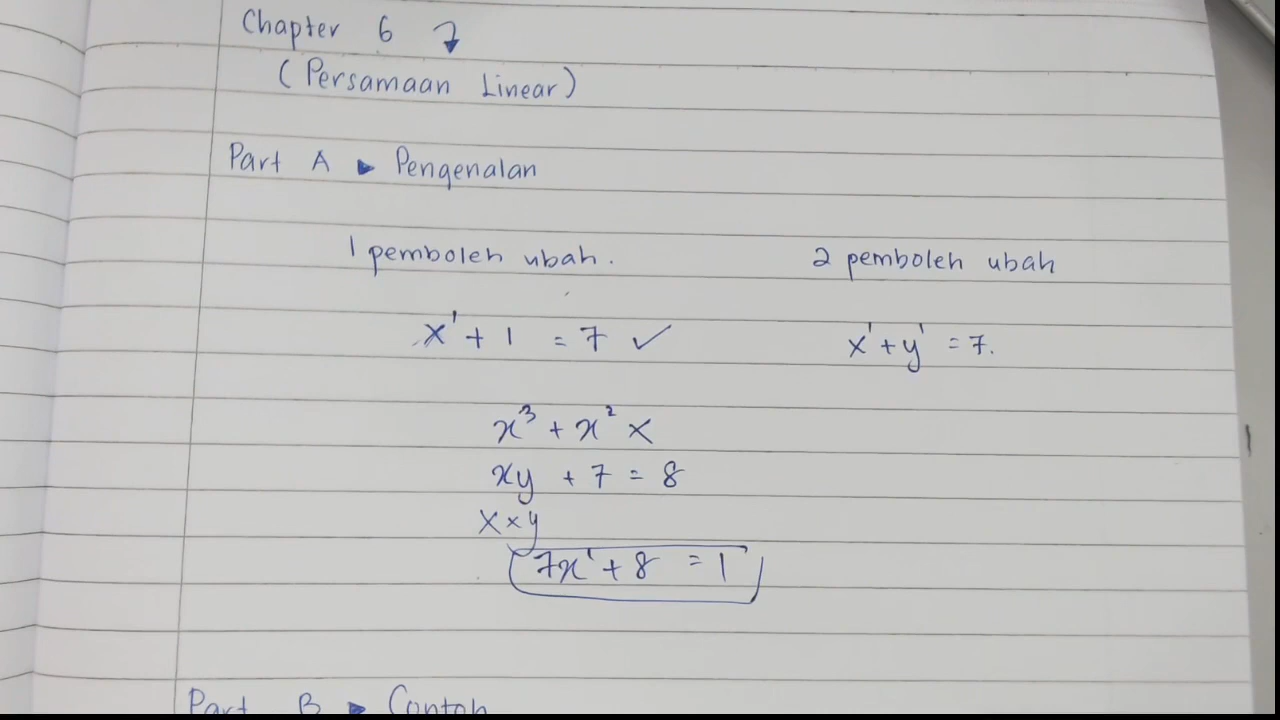 Chapter 6
(Persamaan Linear)
Part A ▸ Pengenalan
1 pemboleh ubah.
2 pemboleh ubah
x¹ + 1 = 7 ✓
x¹ + y¹ = 7.
x³ + x² ×
xy + 7 = 8
x × y
7x¹ + 8 = 1
Part B ▸ Contoh